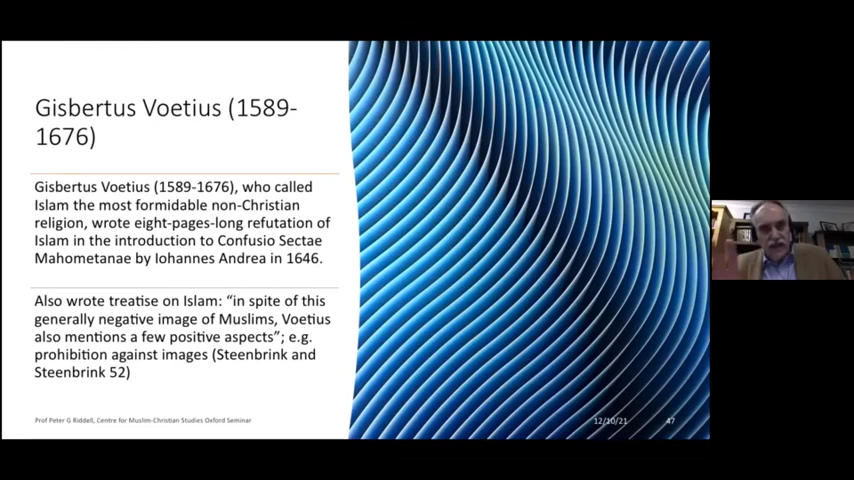 Gisbertus Voetius (1589-
1676)
Gisbertus Voetius (1589-1676), who called
Islam the most formidable non-Christian
religion, wrote eight-pages-long refutation of
Islam in the introduction to Confusio Sectae
Mahometanae by Iohannes Andrea in 1646.
Also wrote treatise on Islam: “in spite of this
generally negative image of Muslims, Voetius
also mentions a few positive aspects”; e.g.
prohibition against images (Steenbrink and
Steenbrink 52)
Prof Peter G Riddell, Centre for Muslim-Christian Studies Oxford Seminar
12/10/21
47